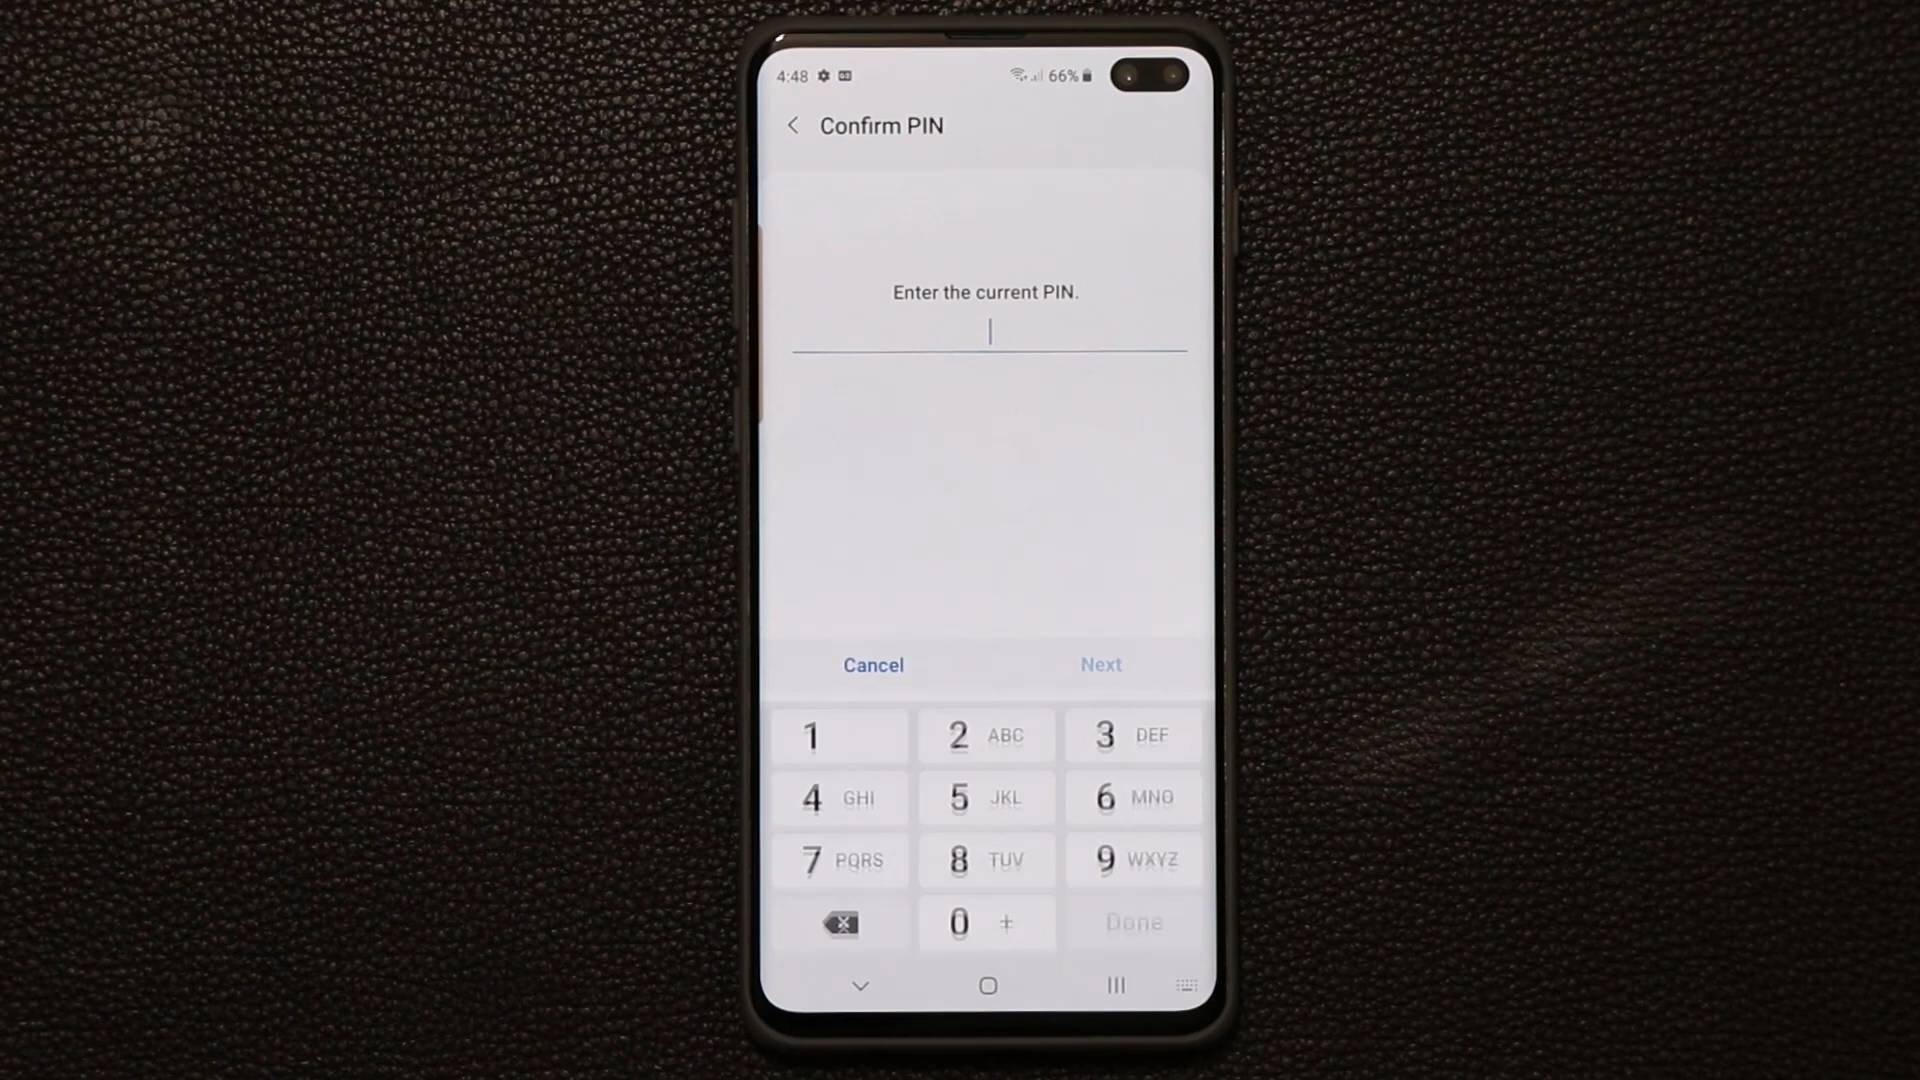 4:48 66%
Confirm PIN
Enter the current PIN.
Cancel Next
1 2 ABC 3 DEF
4 GHI 5 JKL 6 MNO
7 PQRS 8 TUV 9 WXYZ
0 + Done